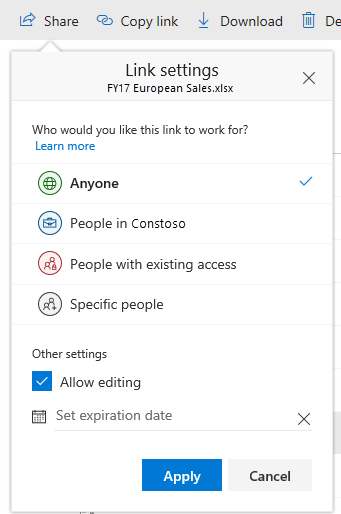 Share Copy link Download De
Link settings
FY17 European Sales.xlsx
Who would you like this link to work for?
Learn more
Anyone
People in Constoso
People with existing access
Specific people
Other settings
Allow editing
Set expiration date
Apply Cancel